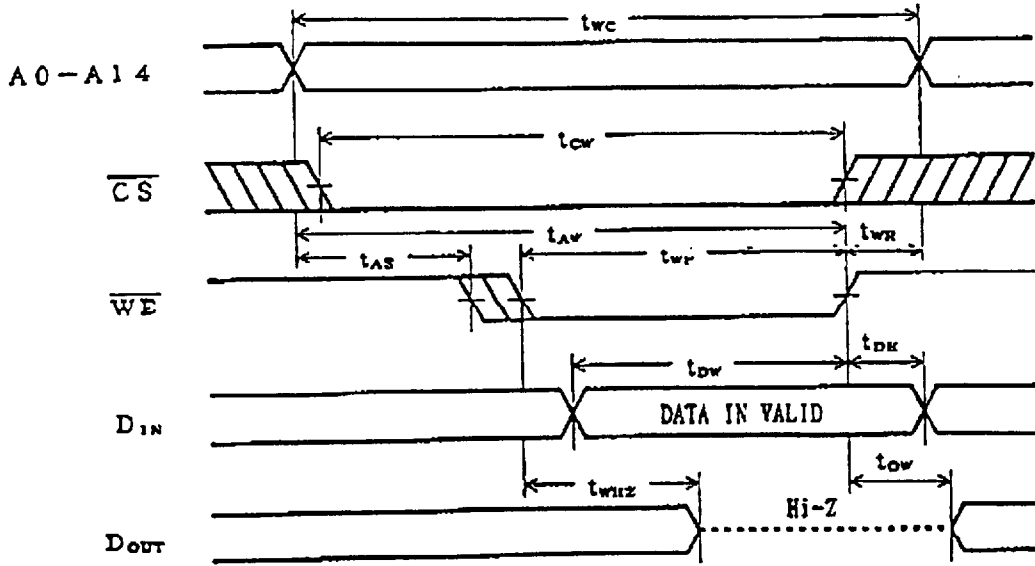 tWC
A0-A14
tCW
CS
tAW
tWR
tAS
tWP
WE
tDH
tDW
DIN
DATA IN VALID
tOW
tWHZ
Hi-Z
DOUT